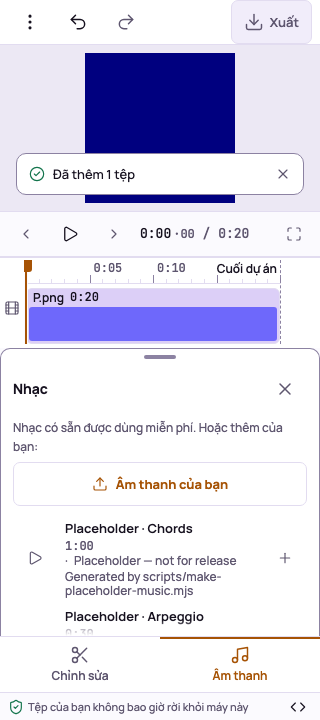 Xuất
Đã thêm 1 tệp
0:00·00 / 0:20
0:05 0:10 Cuối dự án
P.png 0:20
Nhạc
Nhạc có sẵn được dùng miễn phí. Hoặc thêm của
bạn:
Âm thanh của bạn
Placeholder · Chords
1:00
· Placeholder — not for release
Generated by scripts/make-
placeholder-music.mjs
Placeholder · Arpeggio
0:30
Chỉnh sửa Âm thanh
Tệp của bạn không bao giờ rời khỏi máy này